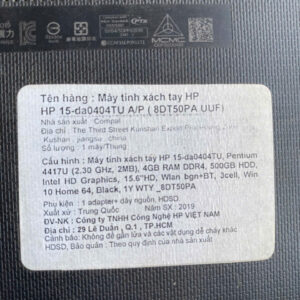 MCMC
Tên hàng : Máy tính xách tay HP
HP 15-da0404TU A/P ( 8DT50PA UUF)
Nhà sản xuất : Compal
Địa chỉ : The Third Street Kunshan Export Processing Zone
Kushan , jiangsu , china
Số lượng : 1 máy/Thùng
Cấu hình : Máy tính xách tay HP 15-da0404TU, Pentium
4417U (2.30 GHz, 2MB), 4GB RAM DDR4, 500GB HDD,
Intel HD Graphics, 15.6"HD, Wlan bgn+BT, 3cell, Win
10 Home 64, Black, 1Y WTY _8DT50PA
Phụ kiện : 1 adapter+ dây nguồn, HDSD
Xuất xứ : Trung Quốc Năm SX : 2019
ĐV-NK : Công ty TNHH Công Nghệ HP VIỆT NAM
Địa chỉ : 29 Lê Duẩn , Q.1 , TP.HCM
Cảnh báo : Không để gần lửa và các vật dễ cháy khác
HDSD, Bảo quản : Theo quy định của nhà sản xuất